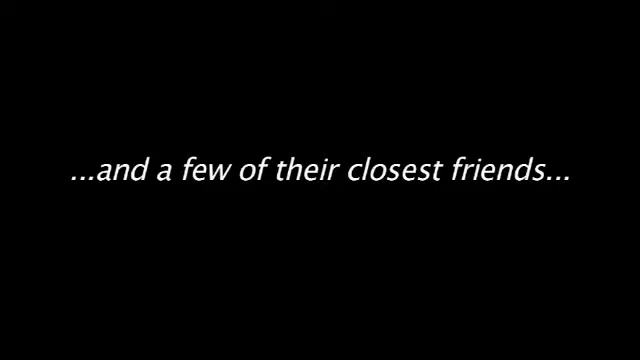 ...and a few of their closest friends...